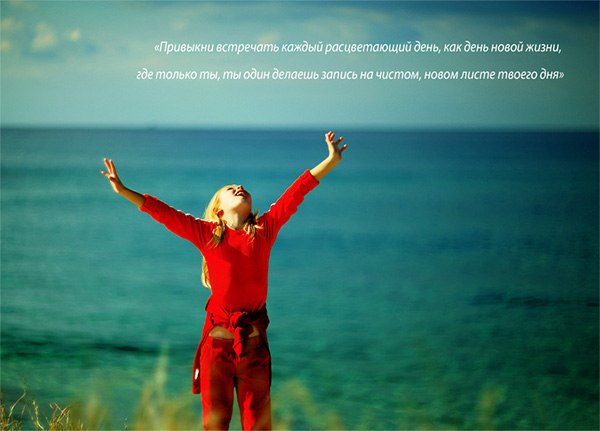 «Привыкни встречать каждый расцветающий день, как день новой жизни,
где только ты, ты один делаешь запись на чистом, новом листе твоего дня»